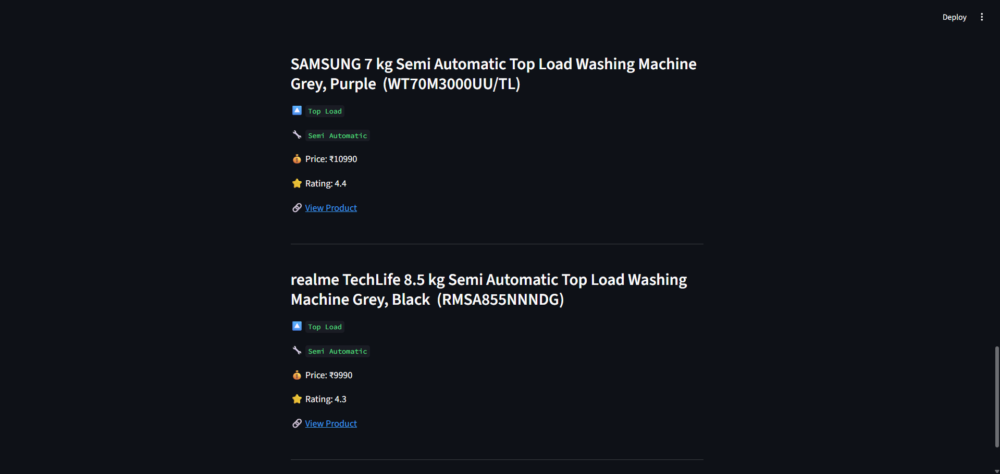 Deploy
SAMSUNG 7 kg Semi Automatic Top Load Washing Machine
Grey, Purple (WT70M3000UU/TL)
Top Load
Semi Automatic
Price: ₹10990
Rating: 4.4
View Product
realme TechLife 8.5 kg Semi Automatic Top Load Washing
Machine Grey, Black (RMSA855NNNDG)
Top Load
Semi Automatic
Price: ₹9990
Rating: 4.3
View Product